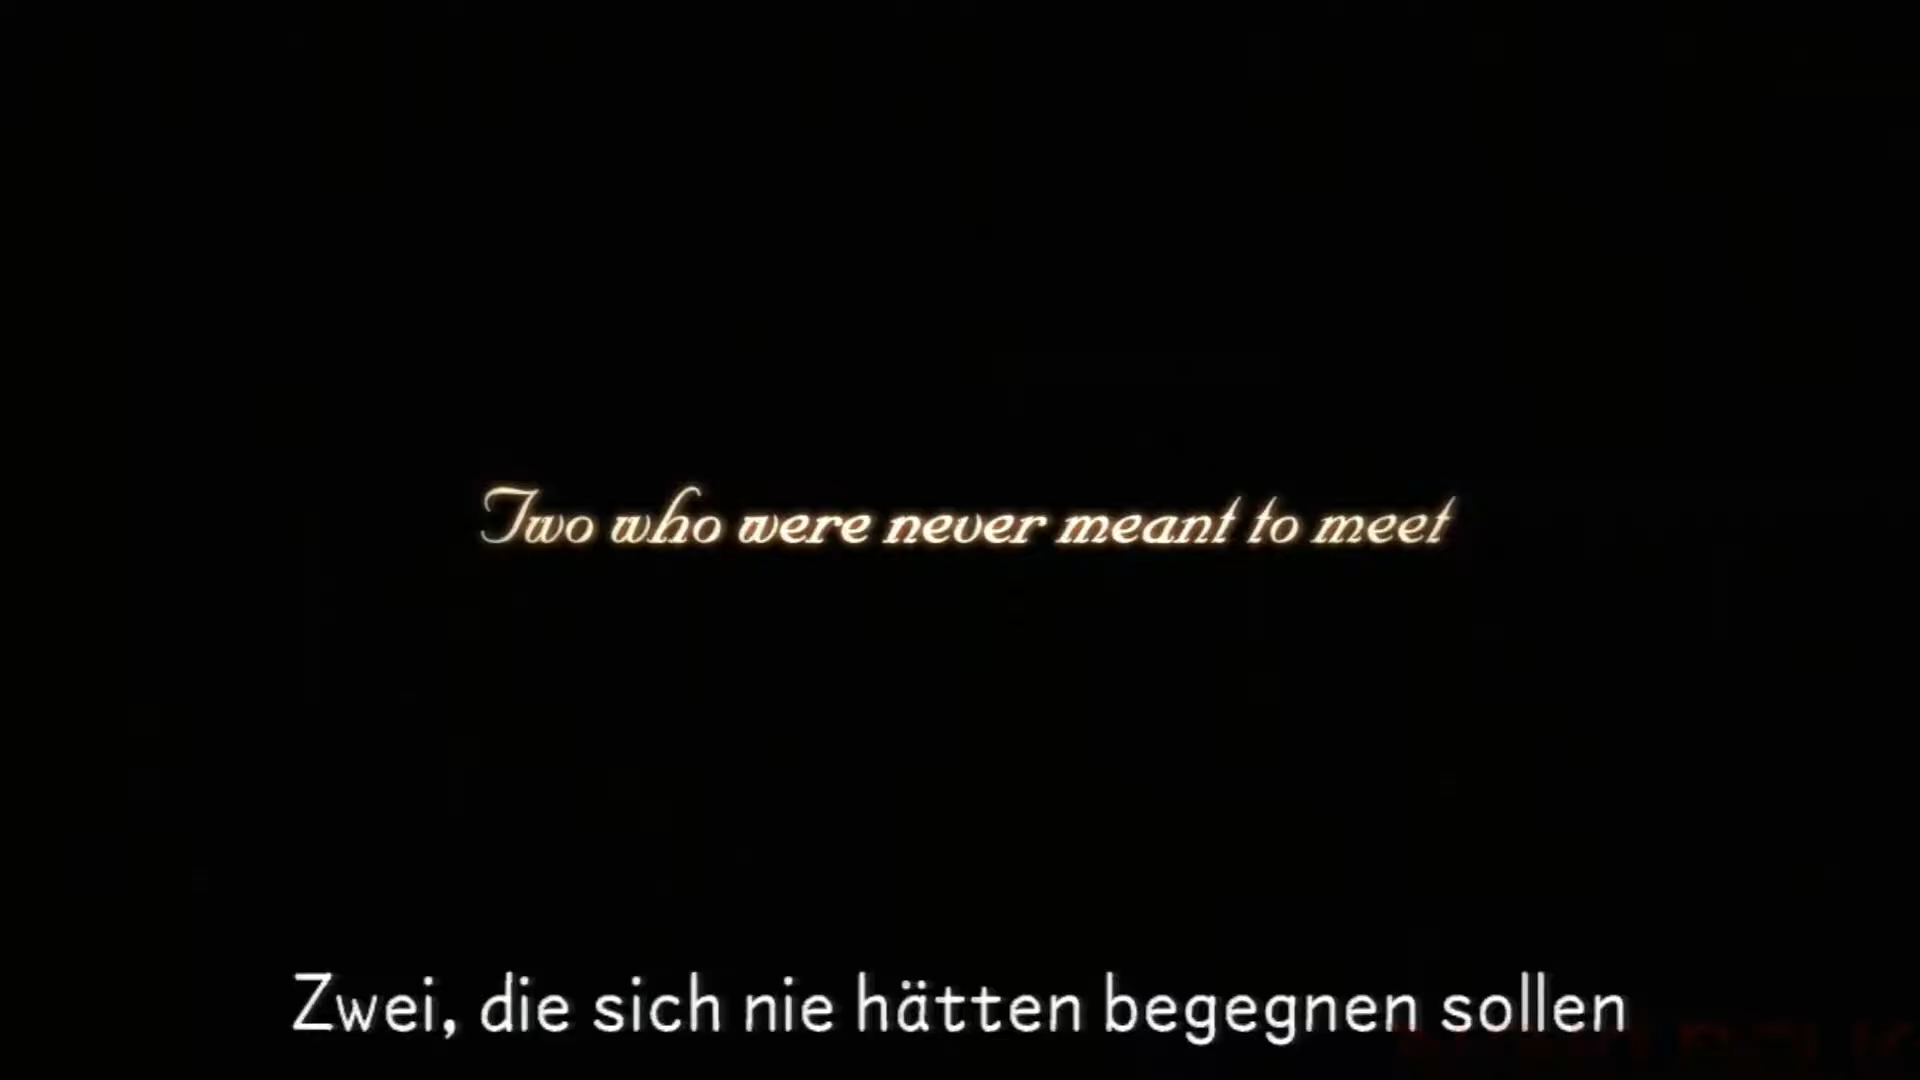 Two who were never meant to meet
Zwei, die sich nie hätten begegnen sollen